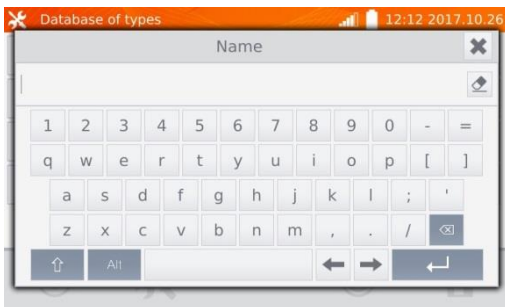 Database of types 12:12 2017.10.26
Name
1 2 3 4 5 6 7 8 9 0 - =
q w e r t y u i o p [ ]
a s d f g h j k l ; '
z x c v b n m , . /
Alt